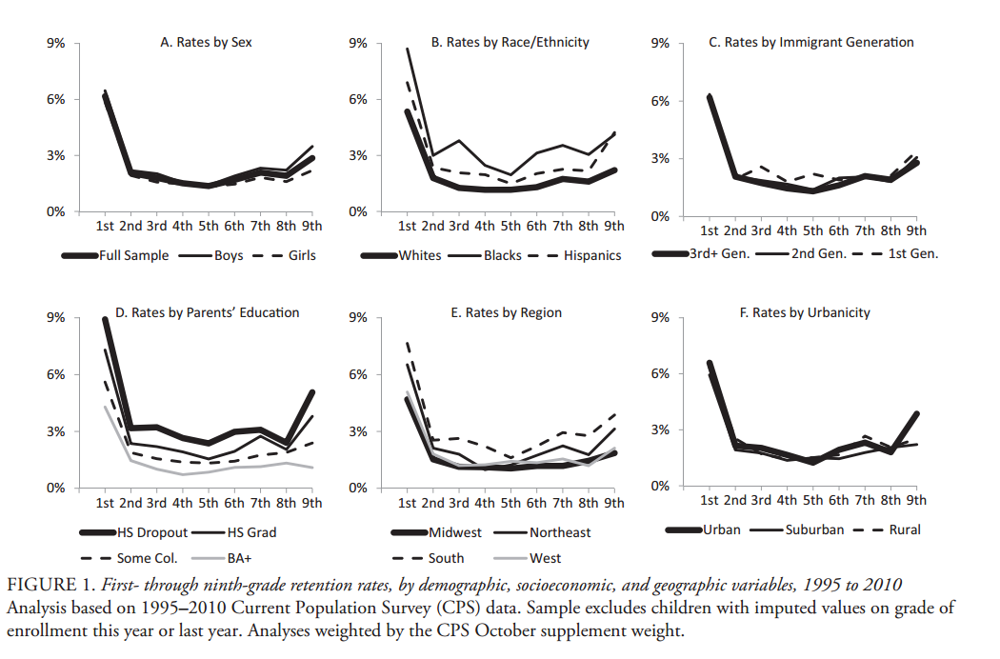 A. Rates by Sex
9%
6%
3%
0%
1st 2nd 3rd 4th 5th 6th 7th 8th 9th
Full Sample Boys Girls
B. Rates by Race/Ethnicity
9%
6%
3%
0%
1st 2nd 3rd 4th 5th 6th 7th 8th 9th
Whites Blacks Hispanics
C. Rates by Immigrant Generation
9%
6%
3%
0%
1st 2nd 3rd 4th 5th 6th 7th 8th 9th
3rd+ Gen. 2nd Gen. 1st Gen.
D. Rates by Parents’ Education
9%
6%
3%
0%
1st 2nd 3rd 4th 5th 6th 7th 8th 9th
HS Dropout HS Grad
Some Col. BA+
E. Rates by Region
9%
6%
3%
0%
1st 2nd 3rd 4th 5th 6th 7th 8th 9th
Midwest Northeast
South West
F. Rates by Urbanicity
9%
6%
3%
0%
1st 2nd 3rd 4th 5th 6th 7th 8th 9th
Urban Suburban Rural
FIGURE 1. First- through ninth-grade retention rates, by demographic, socioeconomic, and geographic variables, 1995 to 2010
Analysis based on 1995–2010 Current Population Survey (CPS) data. Sample excludes children with imputed values on grade of
enrollment this year or last year. Analyses weighted by the CPS October supplement weight.